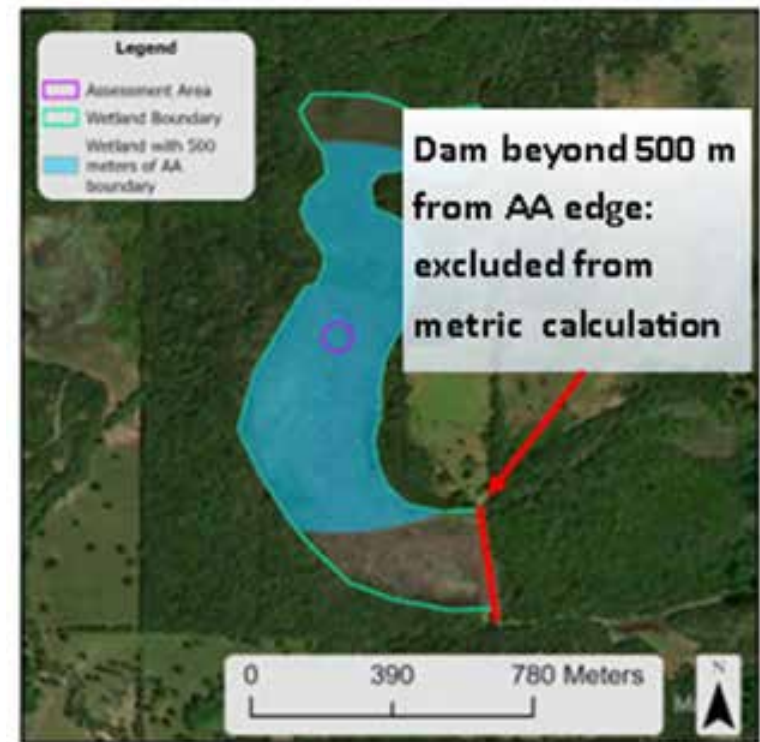 Legend
Assessment Area
Wetland Boundary
Wetland with 500
meters of AA
boundary
Dam beyond 500 m
from AA edge:
excluded from
metric calculation
0 390 780 Meters
N
M